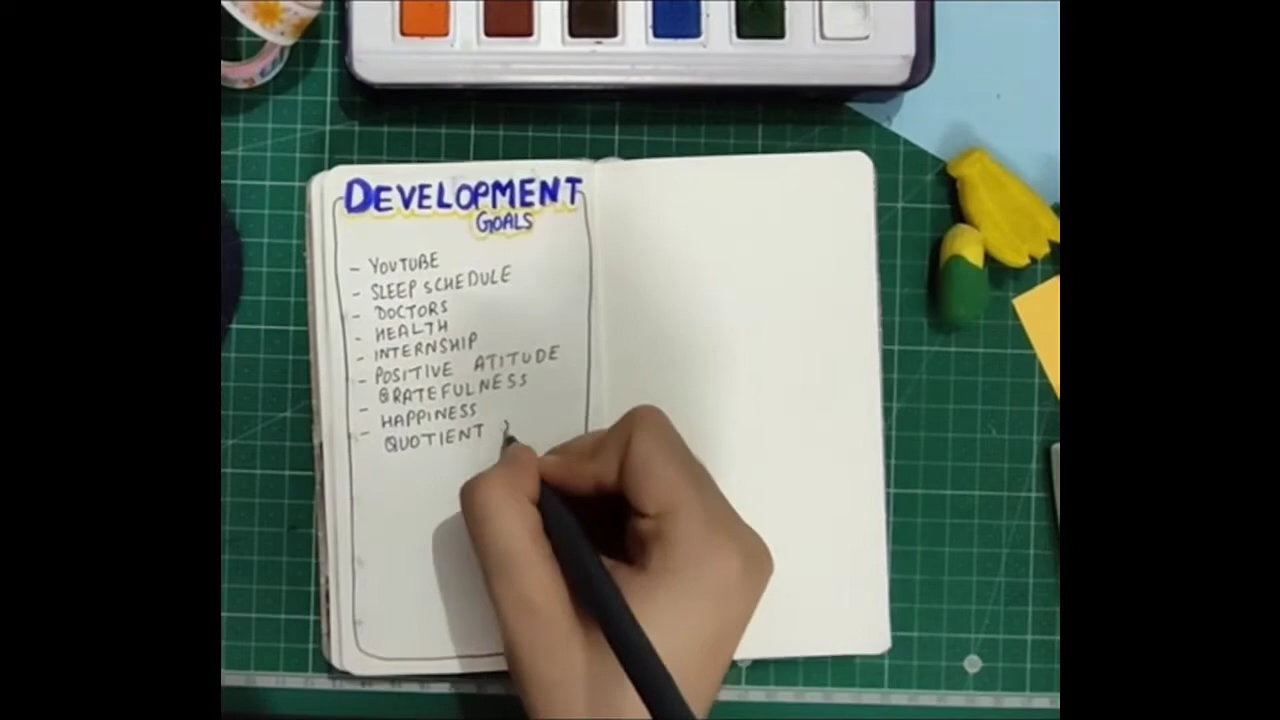 DEVELOPMENT
GOALS
- YOUTUBE
- SLEEP SCHEDULE
- DOCTORS
- HEALTH
- INTERNSHIP
- POSITIVE ATITUDE
- GRATEFULNESS
- HAPPINESS
QUOTIENT